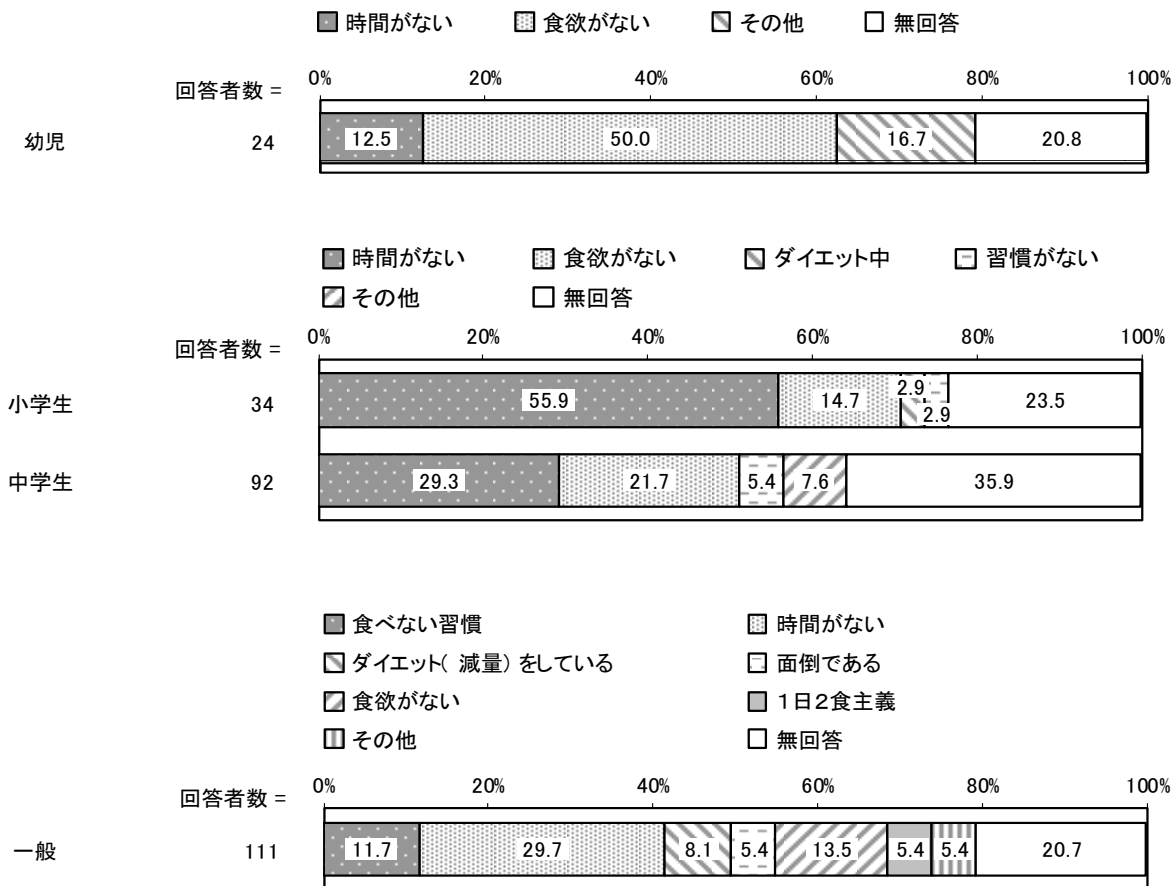 時間がない 食欲がない その他 無回答
0% 20% 40% 60% 80% 100%
回答者数 =
幼児 24 12.5 50.0 16.7 20.8
時間がない 食欲がない ダイエット中 習慣がない
その他 無回答
0% 20% 40% 60% 80% 100%
回答者数 =
小学生 34 55.9 14.7 2.9 2.9 23.5
中学生 92 29.3 21.7 5.4 7.6 35.9
食べない習慣 時間がない
ダイエット( 減量) をしている 面倒である
食欲がない 1日2食主義
その他 無回答
0% 20% 40% 60% 80% 100%
回答者数 =
一般 111 11.7 29.7 8.1 5.4 13.5 5.4 5.4 20.7